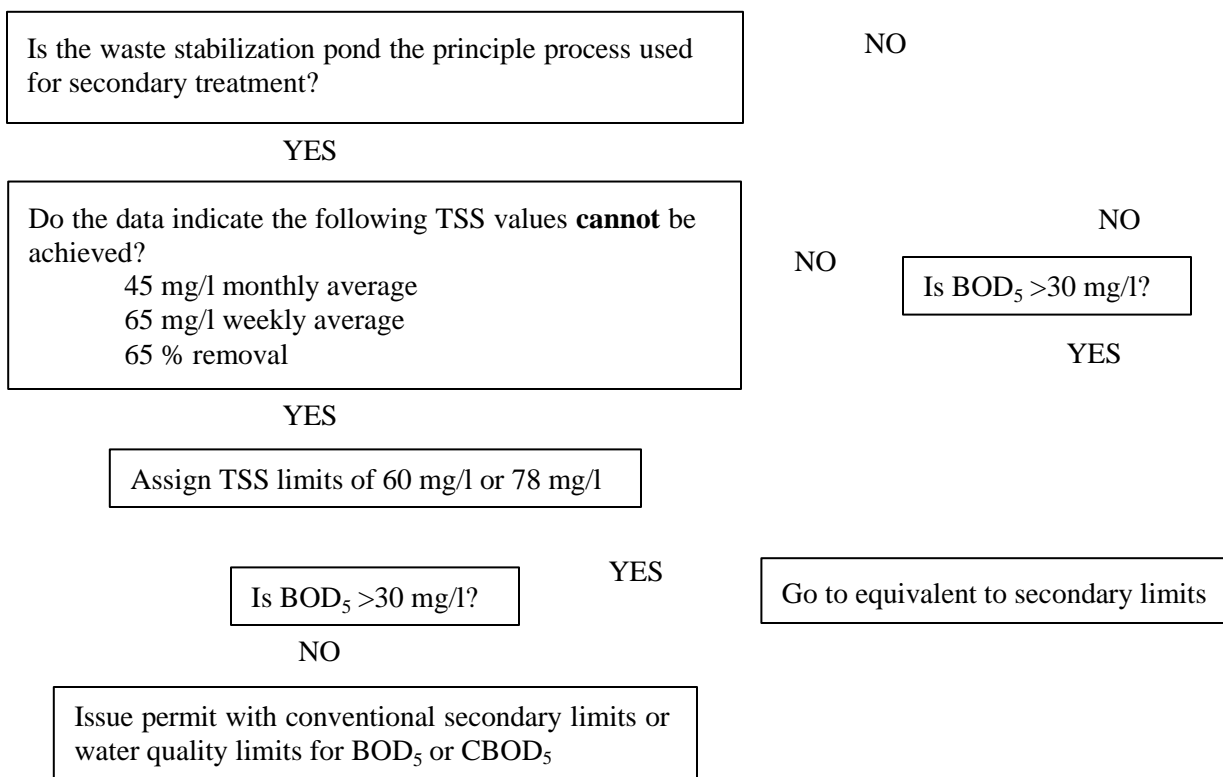 Is the waste stabilization pond the principle process used
for secondary treatment?
NO
YES
Do the data indicate the following TSS values cannot be
achieved?
45 mg/l monthly average
65 mg/l weekly average
65 % removal
NO
NO
Is BOD₅ >30 mg/l?
YES
YES
Assign TSS limits of 60 mg/l or 78 mg/l
Is BOD₅ >30 mg/l?
YES
Go to equivalent to secondary limits
NO
Issue permit with conventional secondary limits or
water quality limits for BOD₅ or CBOD₅